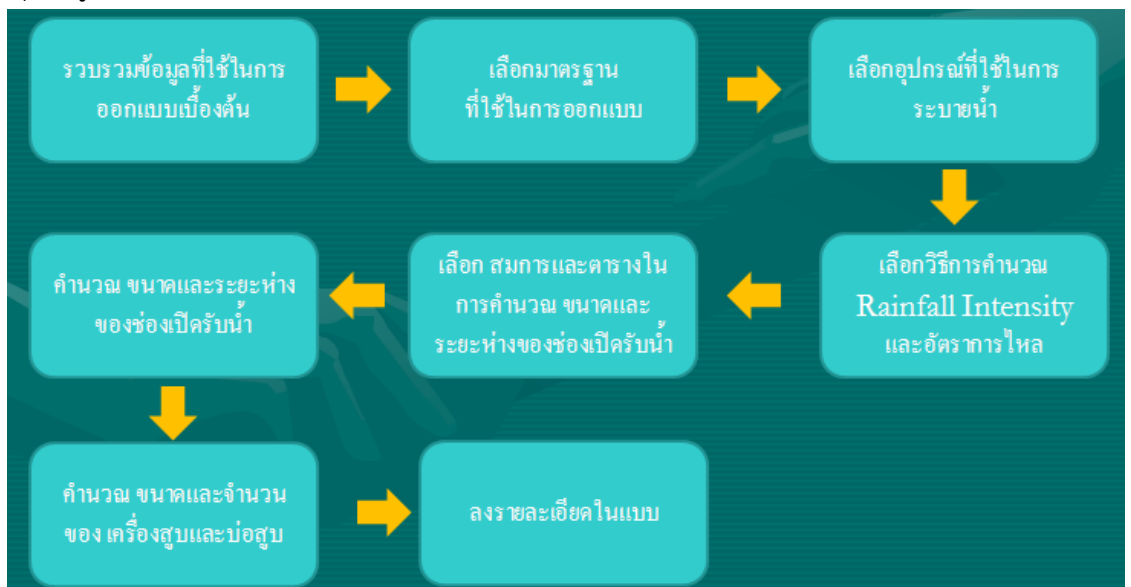 รวบรวมข้อมูลที่ใช้ในการ
ออกแบบเบื้องต้น
เลือกมาตรฐาน
ที่ใช้ในการออกแบบ
เลือกอุปกรณ์ที่ใช้ในการ
ระบายน้ำ
เลือกวิธีการคำนวณ
Rainfall Intensity
และอัตราการไหล
เลือก สมการและตารางใน
การคำนวณ ขนาดและ
ระยะห่างของช่องเปิดรับน้ำ
คำนวณ ขนาดและระยะห่าง
ของช่องเปิดรับน้ำ
คำนวณ ขนาดและจำนวน
ของ เครื่องสูบและบ่อสูบ
ลงรายละเอียดในแบบ